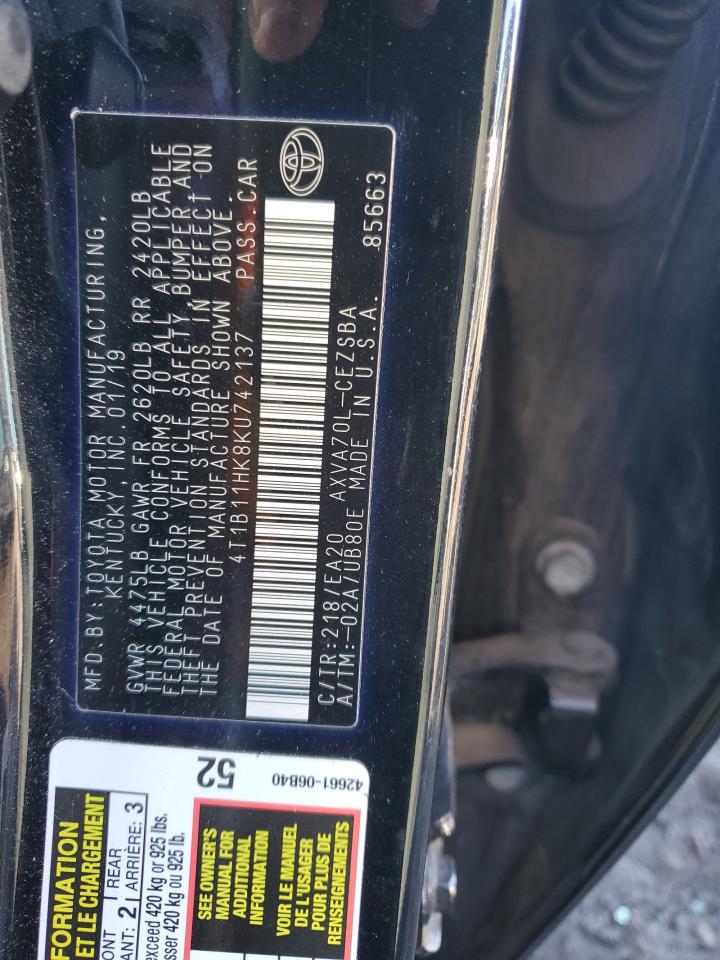 MFD.BY:TOYOTA MOTOR MANUFACTURING,
KENTUCKY, INC. 01/19
GVWR 4475LB GAWR FR 2620LB RR 2420LB
THIS VEHICLE CONFORMS TO ALL APPLICABLE
FEDERAL MOTOR VEHICLE SAFETY, BUMPER, AND
THEFT PREVENTION STANDARDS IN EFFECT ON
THE DATE OF MANUFACTURE SHOWN ABOVE.
4T1B11HK8KU742137 PASS.CAR
C/TR:218/EA20 AXVA70L-CEZSBA
A/TM:-02A/UB80E MADE IN U.S.A. 85663
FORMATION
ET LE CHARGEMENT
ONT REAR
ANT: 2 ARRIÈRE: 3
exceed 420 kg or 925 lbs.
sser 420 kg ou 925 lb.
52
SEE OWNER'S
MANUAL FOR
ADDITIONAL
INFORMATION
VOIR LE MANUEL
DE L'USAGER
POUR PLUS DE
RENSEIGNEMENTS
42661-06B40